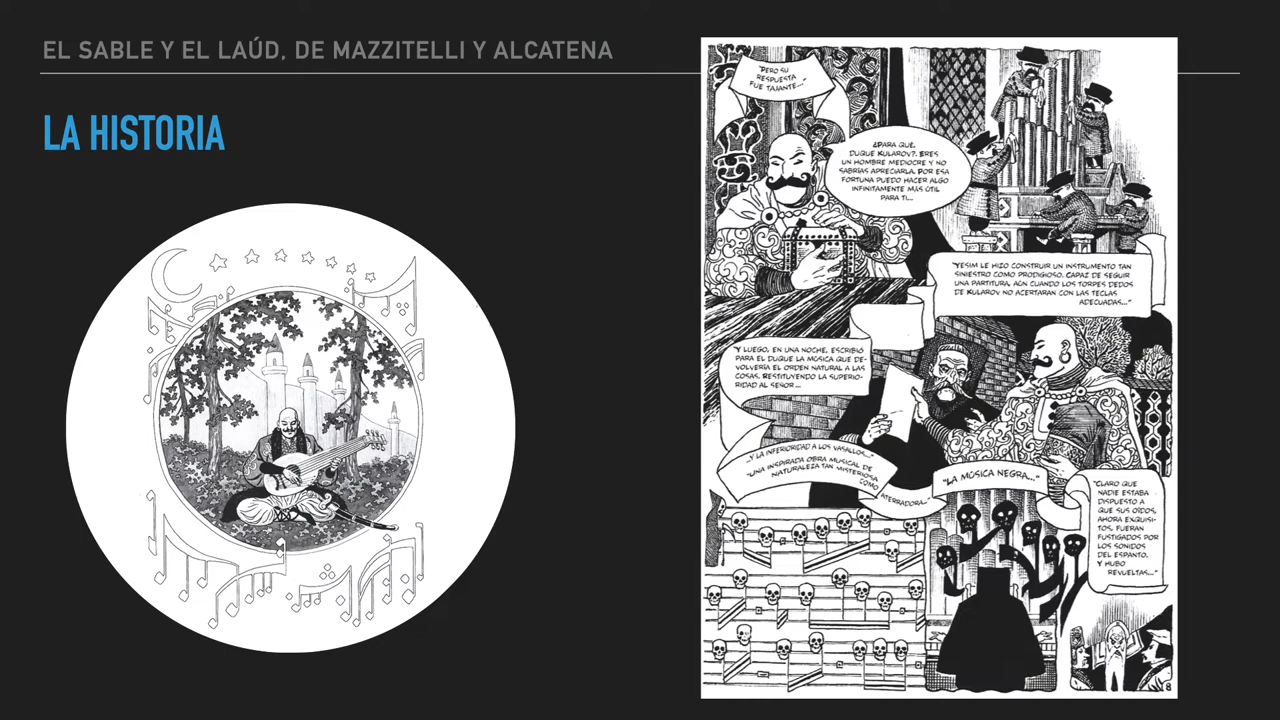 EL SABLE Y EL LAÚD, DE MAZZITELLI Y ALCATENA
LA HISTORIA
"PERO SU
RESPUESTA
FUE TAJANTE..."
¿PARA QUÉ,
DUQUE KULAROV?. ERES
UN HOMBRE MEDIOCRE Y NO
SABRÍAS APRECIARLA. POR ESA
FORTUNA PUEDO HACER ALGO
INFINITAMENTE MÁS ÚTIL
PARA TI...
"YESIM LE HIZO CONSTRUIR UN INSTRUMENTO TAN
SINIESTRO COMO PRODIGIOSO. CAPAZ DE SEGUIR
UNA PARTITURA, AÚN CUANDO LOS TORPES DEDOS
DE KULAROV NO ACERTARAN CON LAS TECLAS
ADECUADAS..."
"Y LUEGO, EN UNA NOCHE, ESCRIBIÓ
PARA EL DUQUE LA MÚSICA QUE DE-
VOLVERÍA EL ORDEN NATURAL A LAS
COSAS. RESTITUYENDO LA SUPERIO-
RIDAD AL SEÑOR...
...Y LA INFERIORIDAD A LOS VASALLOS..."
"UNA INSPIRADA OBRA MUSICAL DE
NATURALEZA TAN MISTERIOSA
COMO
ATERRADORA...
"LA MÚSICA NEGRA..."
"CLARO QUE
NADIE ESTABA
DISPUESTO A
QUE SUS OÍDOS,
AHORA EXQUISI-
TOS, FUERAN
FUSTIGADOS POR
LOS SONIDOS
DEL ESPANTO.
Y HUBO
REVUELTAS..."
8